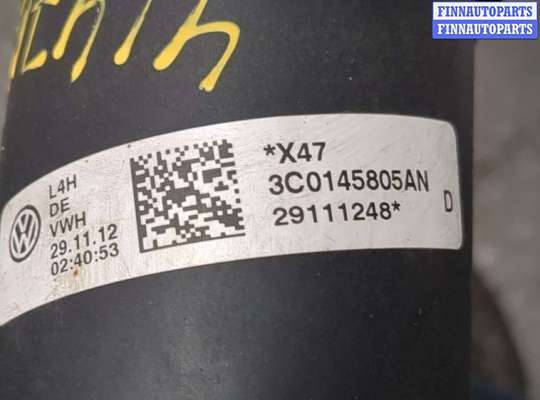 FINNAUTOPARTS
FINNAUTOPARTS
L4H
DE
VWH
29.11.12
02:40:53
*X47
3C0145805AN
29111248*
D